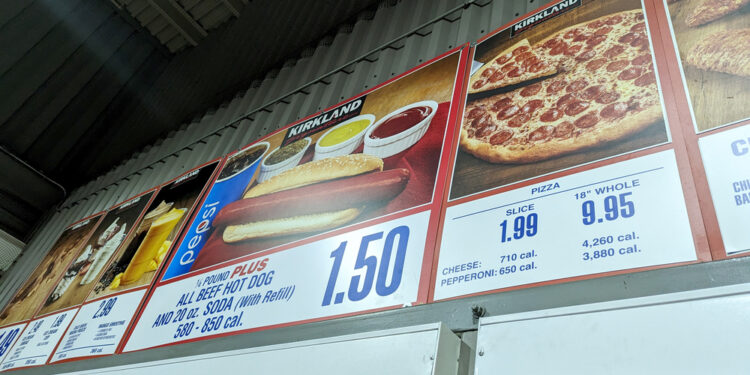 KIRKLAND
pepsi
¼ POUND PLUS
ALL BEEF HOT DOG
AND 20 oz. SODA (With Refill)
580 - 850 cal.
1.50
KIRKLAND
PIZZA
SLICE
1.99
18" WHOLE
9.95
CHEESE: 710 cal. 4,260 cal.
PEPPERONI: 650 cal. 3,880 cal.
2.99
1.99